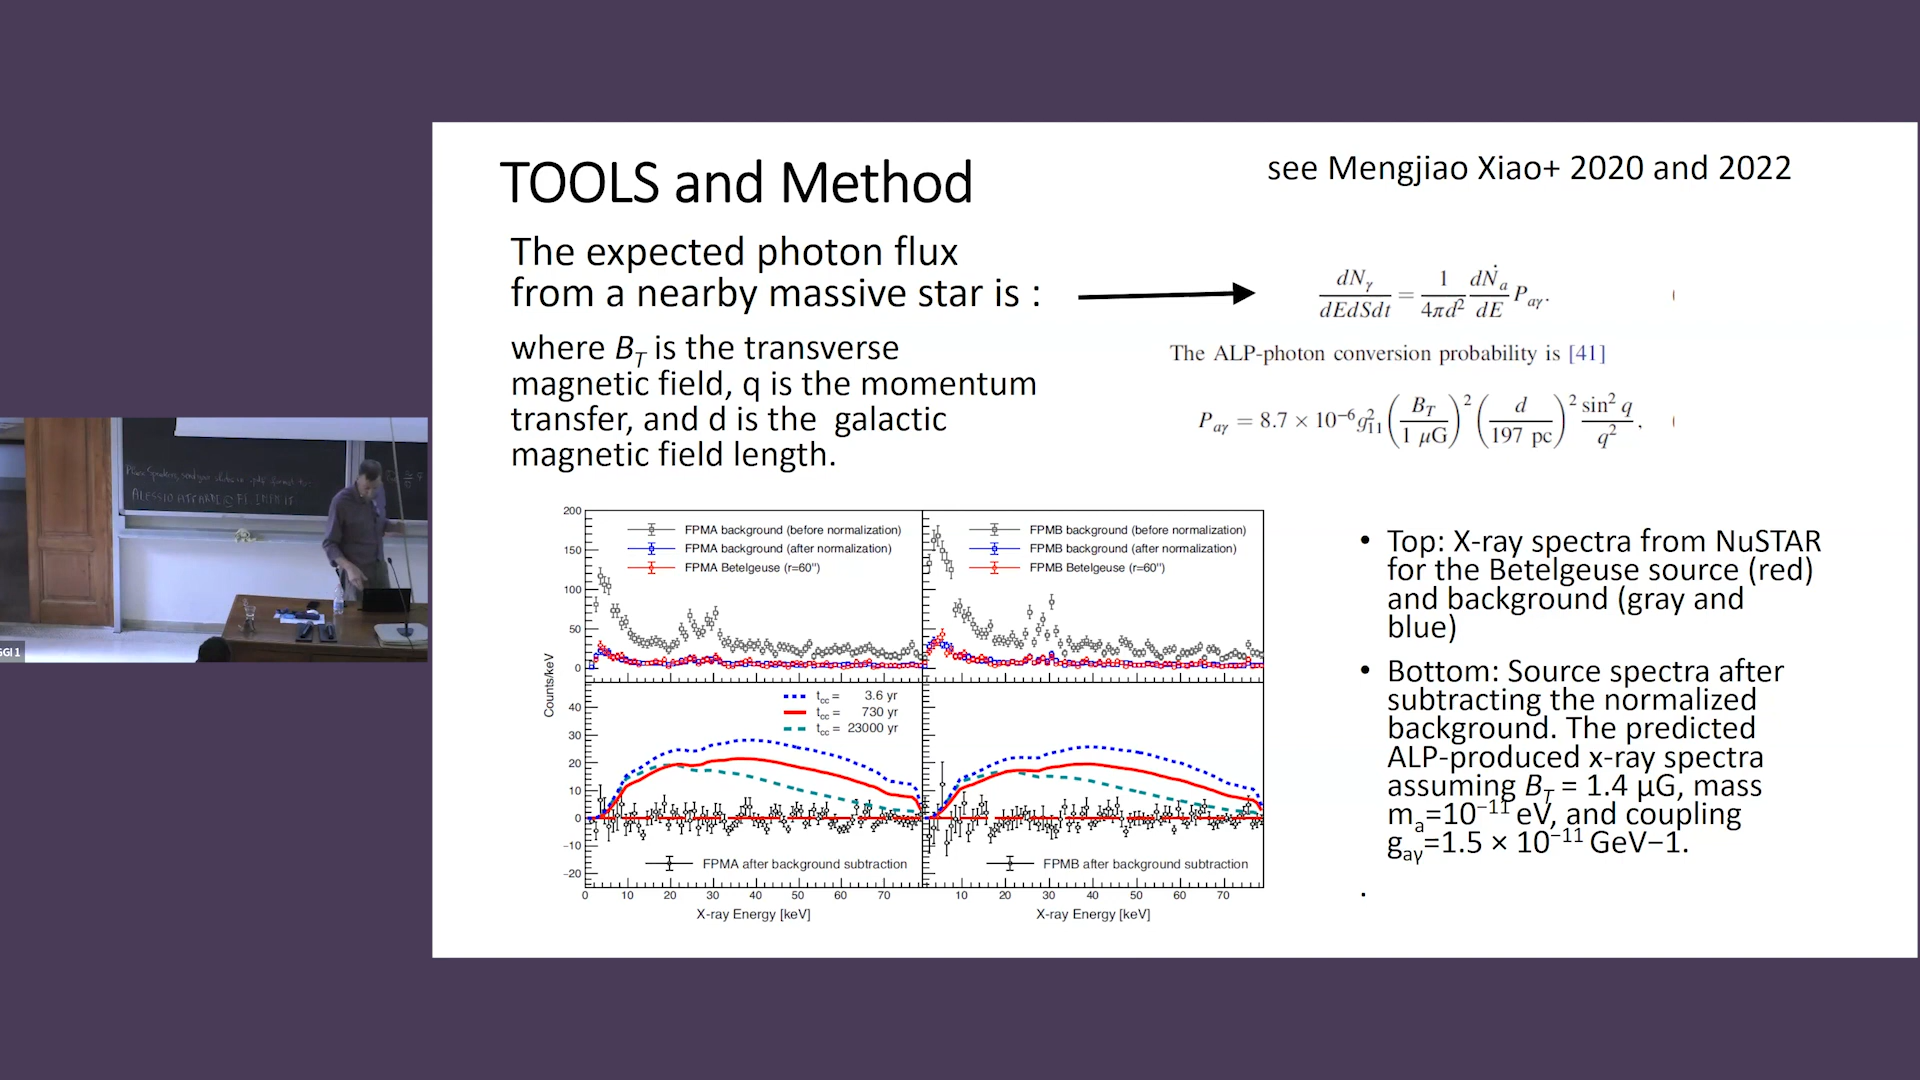 TOOLS and Method
see Mengjiao Xiao+ 2020 and 2022
The expected photon flux
from a nearby massive star is :
where B_T is the transverse
magnetic field, q is the momentum
transfer, and d is the galactic
magnetic field length.
dN_γ/dEdSdt = 1/4πd² dṄ_a/dE P_aγ.
The ALP-photon conversion probability is [41]
P_aγ = 8.7 × 10⁻⁶ g²₁₁ (B_T/1 μG)² (d/197 pc)² sin² q/q²,
200
150
100
50
0
FPMA background (before normalization)
FPMA background (after normalization)
FPMA Betelgeuse (r=60")
FPMB background (before normalization)
FPMB background (after normalization)
FPMB Betelgeuse (r=60")
Counts/keV
40
30
20
10
0
−10
−20
t_cc = 3.6 yr
t_cc = 730 yr
t_cc = 23000 yr
FPMA after background subtraction
FPMB after background subtraction
0 10 20 30 40 50 60 70
10 20 30 40 50 60 70
X-ray Energy [keV]
X-ray Energy [keV]
• Top: X-ray spectra from NuSTAR
for the Betelgeuse source (red)
and background (gray and
blue)
• Bottom: Source spectra after
subtracting the normalized
background. The predicted
ALP-produced x-ray spectra
assuming B_T = 1.4 μG, mass
m_a=10⁻¹¹ eV, and coupling
g_aγ=1.5 × 10⁻¹¹ GeV−1.
.
GGI 1